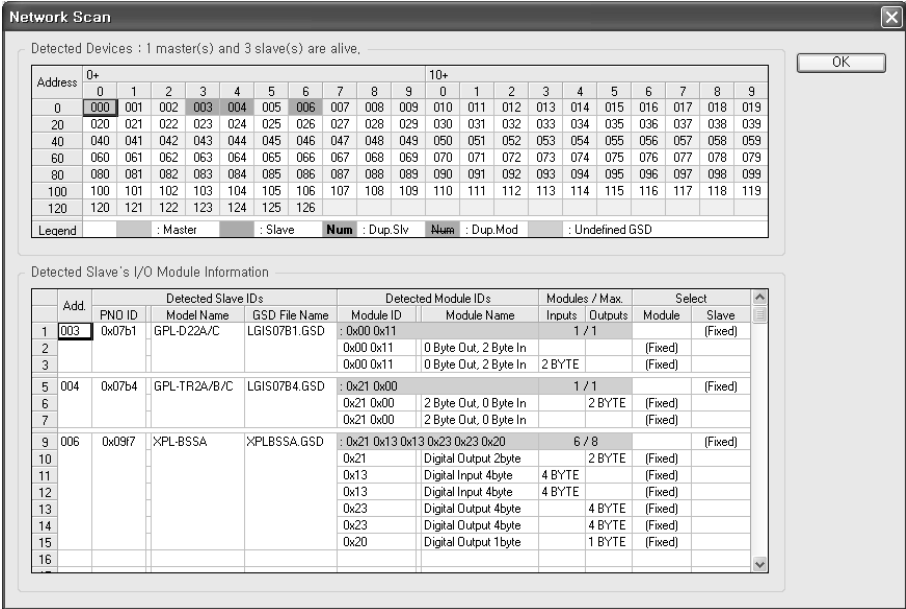 Network Scan
Detected Devices : 1 master(s) and 3 slave(s) are alive,
OK
Address 0+ 10+
0 1 2 3 4 5 6 7 8 9 0 1 2 3 4 5 6 7 8 9
0 000 001 002 003 004 005 006 007 008 009 010 011 012 013 014 015 016 017 018 019
20 020 021 022 023 024 025 026 027 028 029 030 031 032 033 034 035 036 037 038 039
40 040 041 042 043 044 045 046 047 048 049 050 051 052 053 054 055 056 057 058 059
60 060 061 062 063 064 065 066 067 068 069 070 071 072 073 074 075 076 077 078 079
80 080 081 082 083 084 085 086 087 088 089 090 091 092 093 094 095 096 097 098 099
100 100 101 102 103 104 105 106 107 108 109 110 111 112 113 114 115 116 117 118 119
120 120 121 122 123 124 125 126
Legend : Master : Slave Num : Dup.Slv Num : Dup.Mod : Undefined GSD
Detected Slave's I/O Module Information
Add. Detected Slave IDs Detected Module IDs Modules / Max. Select
PNO ID Model Name GSD File Name Module ID Module Name Inputs Outputs Module Slave
1 003 0x07b1 GPL-D22A/C LGIS07B1.GSD : 0x00 0x11 1 / 1 (Fixed)
2 0x00 0x11 0 Byte Out, 2 Byte In (Fixed)
3 0x00 0x11 0 Byte Out, 2 Byte In 2 BYTE (Fixed)
5 004 0x07b4 GPL-TR2A/B/C LGIS07B4.GSD : 0x21 0x00 1 / 1 (Fixed)
6 0x21 0x00 2 Byte Out, 0 Byte In 2 BYTE (Fixed)
7 0x21 0x00 2 Byte Out, 0 Byte In (Fixed)
9 006 0x09f7 XPL-BSSA XPLBSSA.GSD : 0x21 0x13 0x13 0x23 0x23 0x20 6 / 8 (Fixed)
10 0x21 Digital Output 2byte 2 BYTE (Fixed)
11 0x13 Digital Input 4byte 4 BYTE (Fixed)
12 0x13 Digital Input 4byte 4 BYTE (Fixed)
13 0x23 Digital Output 4byte 4 BYTE (Fixed)
14 0x23 Digital Output 4byte 4 BYTE (Fixed)
15 0x20 Digital Output 1byte 1 BYTE (Fixed)
16